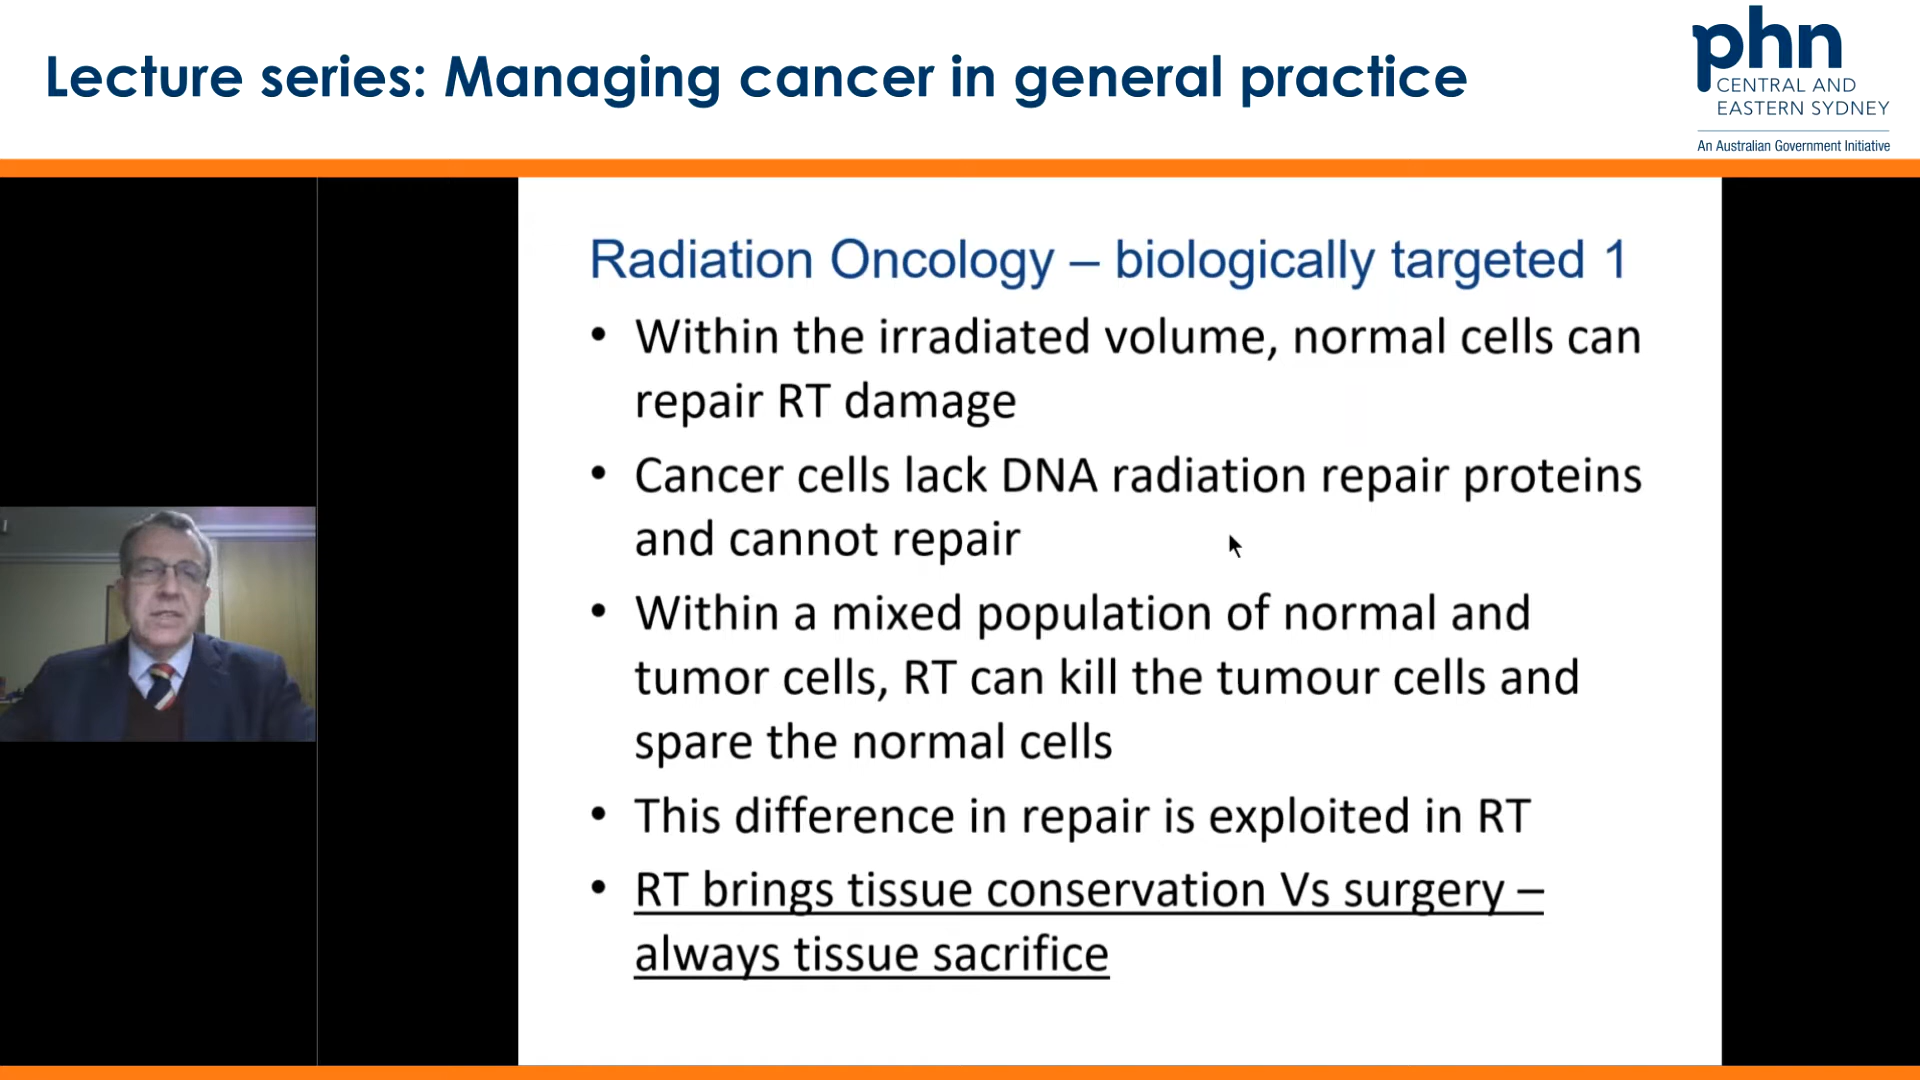 Lecture series: Managing cancer in general practice
phn
CENTRAL AND
EASTERN SYDNEY
An Australian Government Initiative
Radiation Oncology – biologically targeted 1
• Within the irradiated volume, normal cells can
repair RT damage
• Cancer cells lack DNA radiation repair proteins
and cannot repair
• Within a mixed population of normal and
tumor cells, RT can kill the tumour cells and
spare the normal cells
• This difference in repair is exploited in RT
• RT brings tissue conservation Vs surgery –
always tissue sacrifice